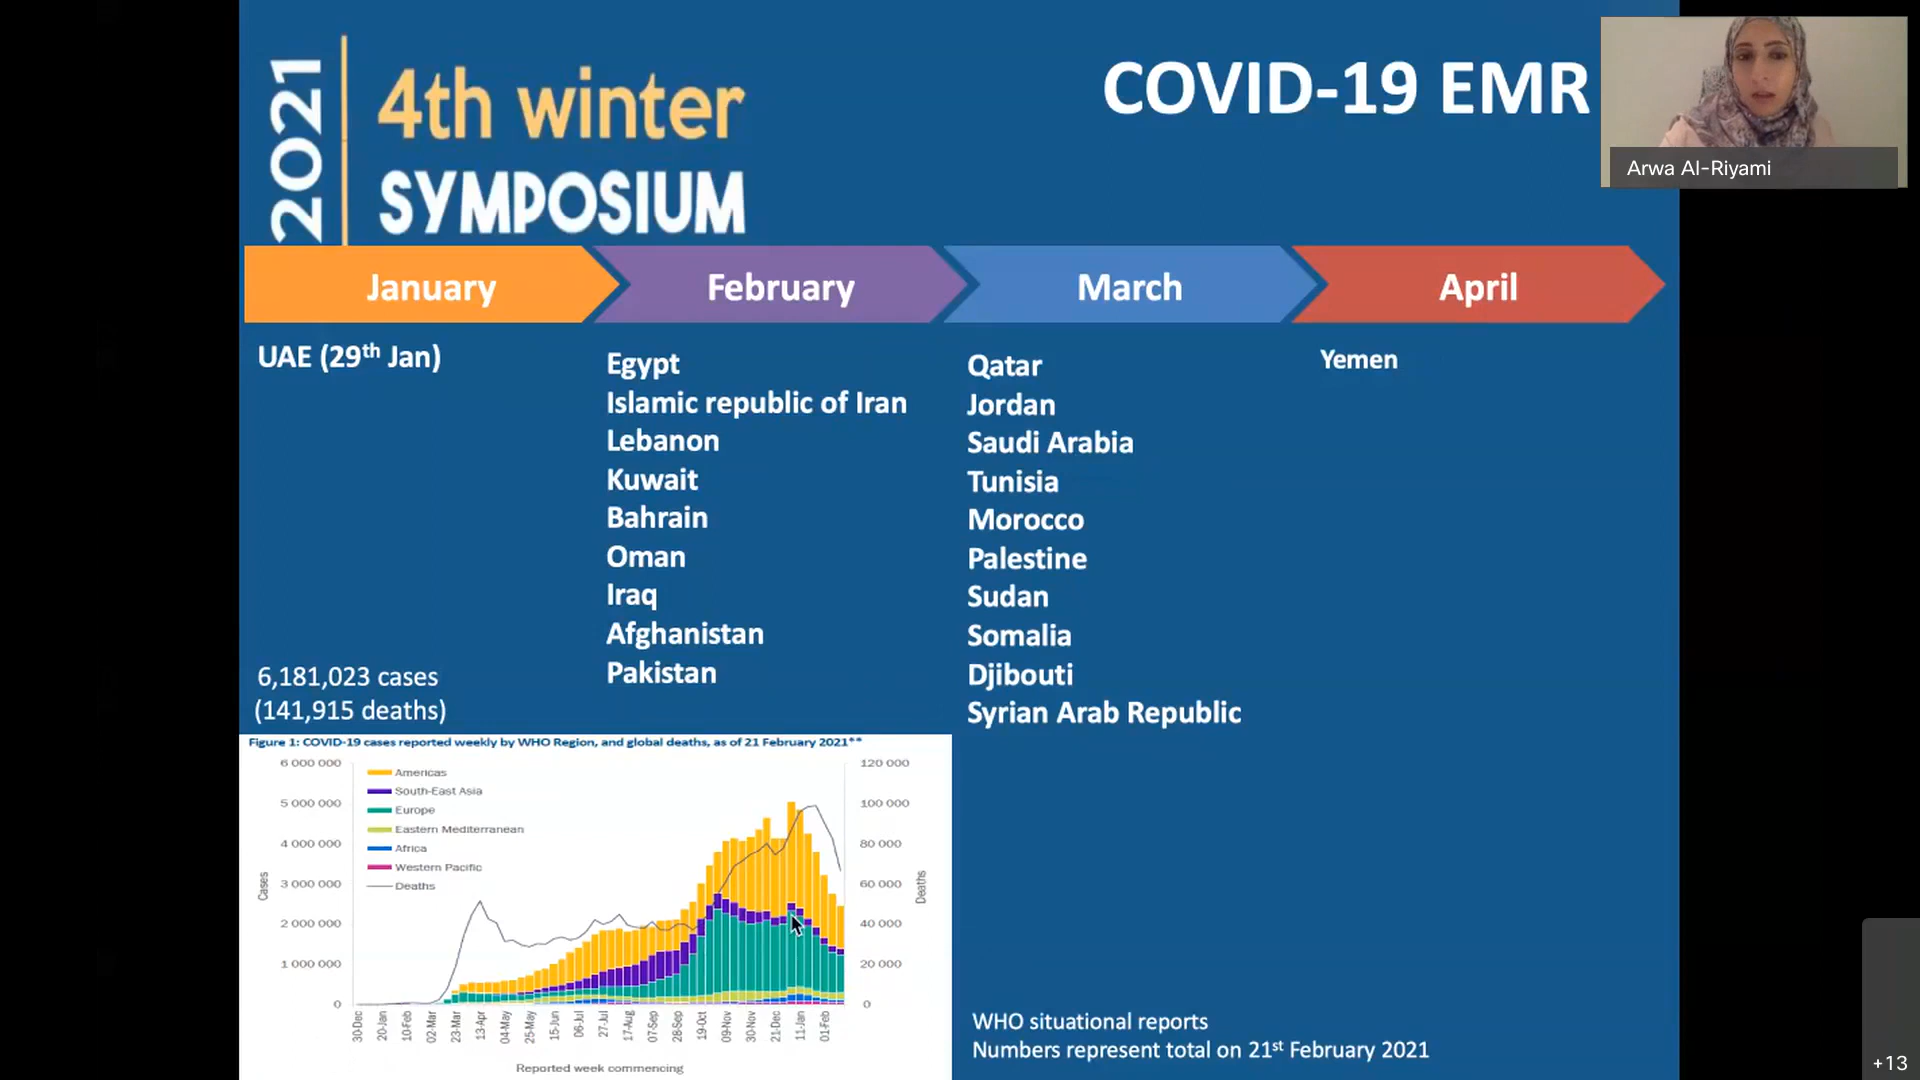 2021
4th winter
SYMPOSIUM
COVID-19 EMR
Arwa Al-Riyami
January
February
March
April
UAE (29th Jan)
Egypt
Islamic republic of Iran
Lebanon
Kuwait
Bahrain
Oman
Iraq
Afghanistan
Pakistan
Qatar
Jordan
Saudi Arabia
Tunisia
Morocco
Palestine
Sudan
Somalia
Djibouti
Syrian Arab Republic
Yemen
6,181,023 cases
(141,915 deaths)
Figure 1: COVID-19 cases reported weekly by WHO Region, and global deaths, as of 21 February 2021**
6 000 000
5 000 000
4 000 000
3 000 000
2 000 000
1 000 000
0
Cases
Americas
South-East Asia
Europe
Eastern Mediterranean
Africa
Western Pacific
Deaths
120 000
100 000
80 000
60 000
40 000
20 000
0
Deaths
30-Dec
20-Jan
10-Feb
02-Mar
23-Mar
13-Apr
04-May
25-May
15-Jun
06-Jul
27-Jul
17-Aug
07-Sep
28-Sep
19-Oct
09-Nov
30-Nov
21-Dec
11-Jan
01-Feb
Reported week commencing
WHO situational reports
Numbers represent total on 21st February 2021
+13